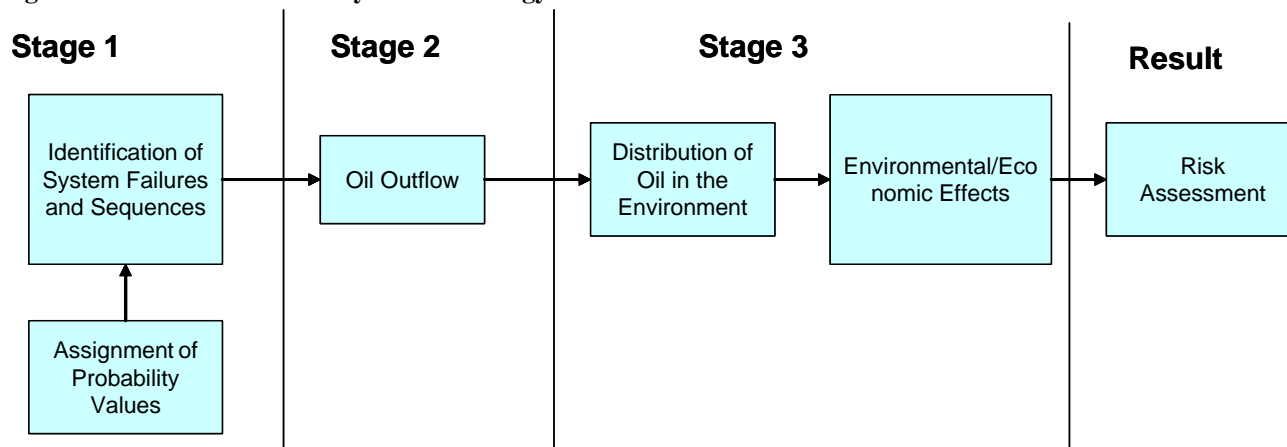 Stage 1
Stage 2
Stage 3
Result
Identification of
System Failures
and Sequences
Oil Outflow
Distribution of
Oil in the
Environment
Environmental/Eco
nomic Effects
Risk
Assessment
Assignment of
Probability
Values